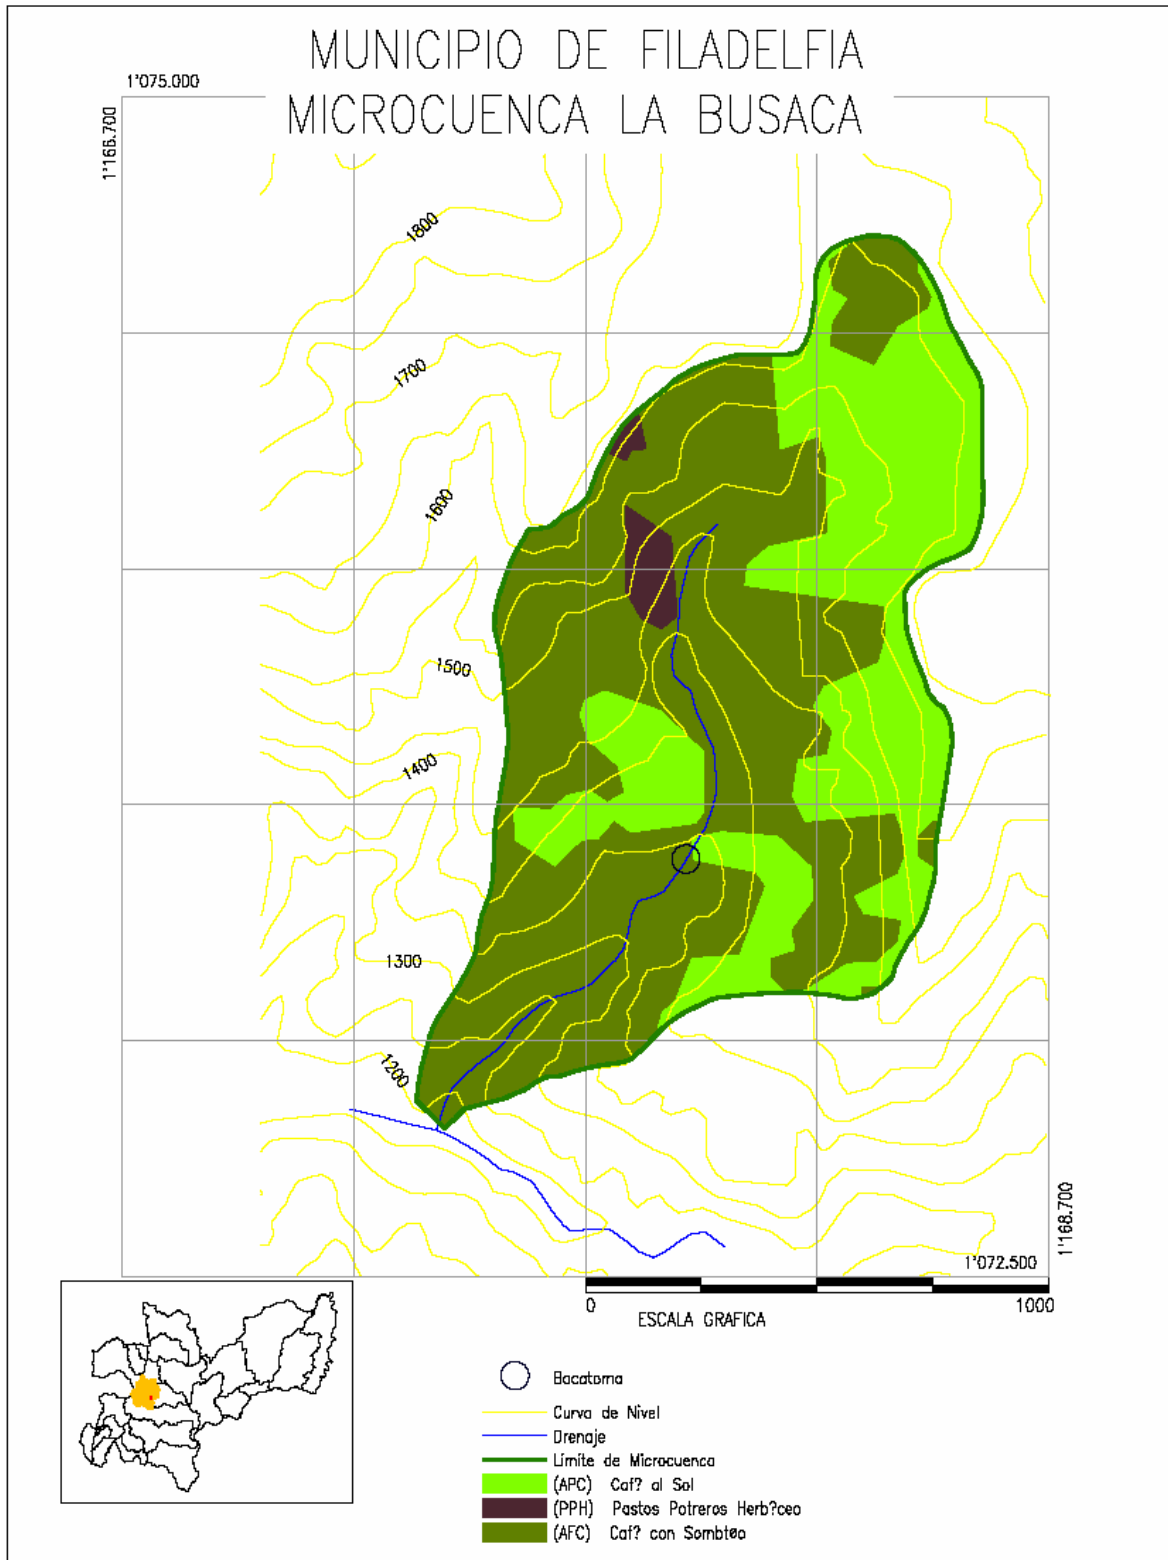 MUNICIPIO DE FILADELFIA
MICROCUENCA LA BUSACA
1'075.000
1'166.700
1800
1700
1600
1500
1400
1300
1200
1'168.700
1'072.500
0
1000
ESCALA GRAFICA
Bocatoma
Curva de Nivel
Drenaje
Límite de Microcuenca
(APC) Caf? al Sol
(PPH) Pastos Potreros Herb?ceo
(AFC) Caf? con Sombtøo